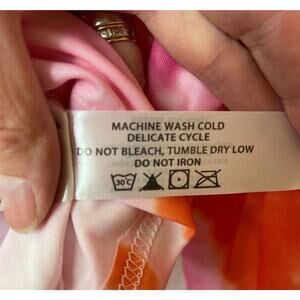 MACHINE WASH COLD
DELICATE CYCLE
DO NOT BLEACH, TUMBLE DRY LOW
DO NOT IRON
30°C